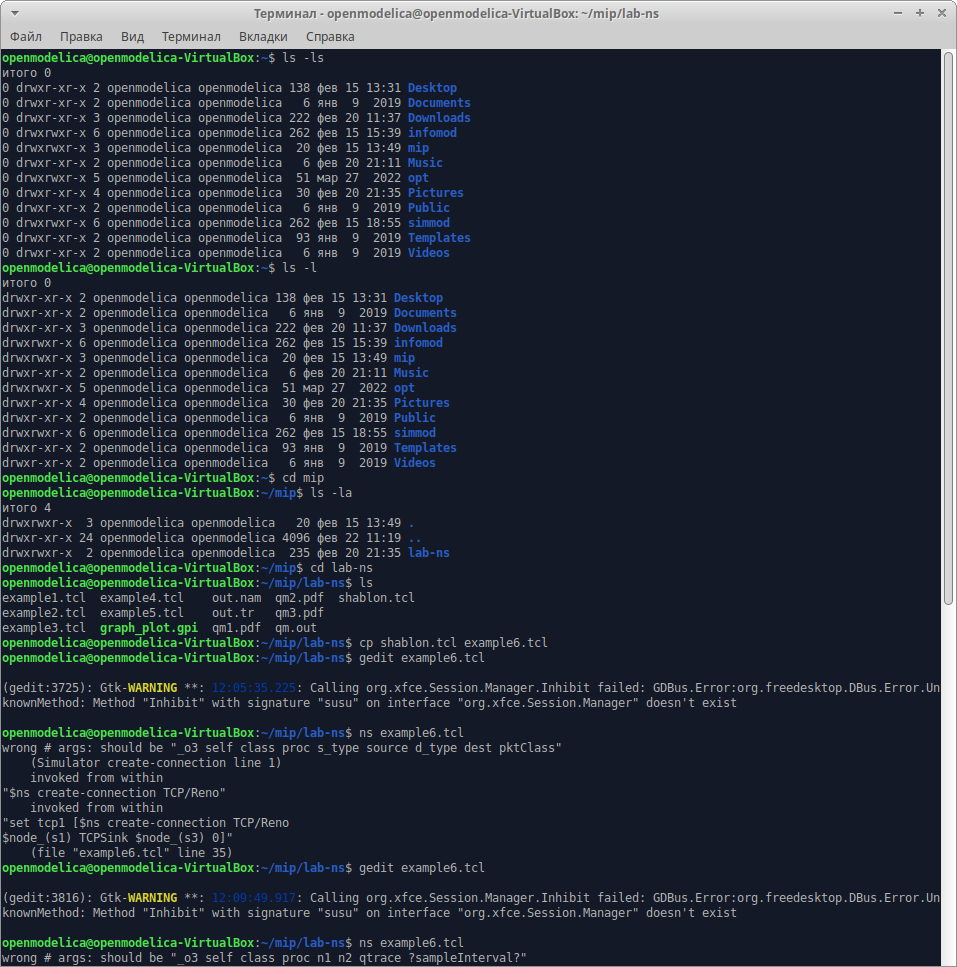 Терминал - openmodelica@openmodelica-VirtualBox: ~/mip/lab-ns
Файл Правка Вид Терминал Вкладки Справка
openmodelica@openmodelica-VirtualBox:~$ ls -ls
итого 0
0 drwxr-xr-x 2 openmodelica openmodelica 138 фев 15 13:31 Desktop
0 drwxr-xr-x 2 openmodelica openmodelica   6 янв  9  2019 Documents
0 drwxr-xr-x 3 openmodelica openmodelica 222 фев 20 11:37 Downloads
0 drwxrwxr-x 6 openmodelica openmodelica 262 фев 15 15:39 infomod
0 drwxrwxr-x 3 openmodelica openmodelica  20 фев 15 13:49 mip
0 drwxr-xr-x 2 openmodelica openmodelica   6 фев 20 21:11 Music
0 drwxrwxr-x 5 openmodelica openmodelica  51 мар 27  2022 opt
0 drwxr-xr-x 4 openmodelica openmodelica  30 фев 20 21:35 Pictures
0 drwxr-xr-x 2 openmodelica openmodelica   6 янв  9  2019 Public
0 drwxrwxr-x 6 openmodelica openmodelica 262 фев 15 18:55 simmod
0 drwxr-xr-x 2 openmodelica openmodelica  93 янв  9  2019 Templates
0 drwxr-xr-x 2 openmodelica openmodelica   6 янв  9  2019 Videos
openmodelica@openmodelica-VirtualBox:~$ ls -l
итого 0
drwxr-xr-x 2 openmodelica openmodelica 138 фев 15 13:31 Desktop
drwxr-xr-x 2 openmodelica openmodelica   6 янв  9  2019 Documents
drwxr-xr-x 3 openmodelica openmodelica 222 фев 20 11:37 Downloads
drwxrwxr-x 6 openmodelica openmodelica 262 фев 15 15:39 infomod
drwxrwxr-x 3 openmodelica openmodelica  20 фев 15 13:49 mip
drwxr-xr-x 2 openmodelica openmodelica   6 фев 20 21:11 Music
drwxrwxr-x 5 openmodelica openmodelica  51 мар 27  2022 opt
drwxr-xr-x 4 openmodelica openmodelica  30 фев 20 21:35 Pictures
drwxr-xr-x 2 openmodelica openmodelica   6 янв  9  2019 Public
drwxrwxr-x 6 openmodelica openmodelica 262 фев 15 18:55 simmod
drwxr-xr-x 2 openmodelica openmodelica  93 янв  9  2019 Templates
drwxr-xr-x 2 openmodelica openmodelica   6 янв  9  2019 Videos
openmodelica@openmodelica-VirtualBox:~$ cd mip
openmodelica@openmodelica-VirtualBox:~/mip$ ls -la
итого 4
drwxrwxr-x  3 openmodelica openmodelica   20 фев 15 13:49 .
drwxrwxr-x 24 openmodelica openmodelica 4096 фев 22 11:19 ..
drwxrwxr-x  2 openmodelica openmodelica  235 фев 20 21:35 lab-ns
openmodelica@openmodelica-VirtualBox:~/mip$ cd lab-ns
openmodelica@openmodelica-VirtualBox:~/mip/lab-ns$ ls
example1.tcl  example4.tcl    out.nam  qm2.pdf  shablon.tcl
example2.tcl  example5.tcl    out.tr   qm3.pdf
example3.tcl  graph_plot.gpi  qm1.pdf  qm.out
openmodelica@openmodelica-VirtualBox:~/mip/lab-ns$ cp shablon.tcl example6.tcl
openmodelica@openmodelica-VirtualBox:~/mip/lab-ns$ gedit example6.tcl
(gedit:3725): Gtk-WARNING **: 12:05:35.225: Calling org.xfce.Session.Manager.Inhibit failed: GDBus.Error:org.freedesktop.DBus.Error.Un
knownMethod: Method "Inhibit" with signature "susu" on interface "org.xfce.Session.Manager" doesn't exist
openmodelica@openmodelica-VirtualBox:~/mip/lab-ns$ ns example6.tcl
wrong # args: should be "_o3 self class proc s_type source d_type dest pktClass"
    (Simulator create-connection line 1)
    invoked from within
"$ns create-connection TCP/Reno"
    invoked from within
"set tcp1 [$ns create-connection TCP/Reno
$node_(s1) TCPSink $node_(s3) 0]"
    (file "example6.tcl" line 35)
openmodelica@openmodelica-VirtualBox:~/mip/lab-ns$ gedit example6.tcl
(gedit:3816): Gtk-WARNING **: 12:09:49.917: Calling org.xfce.Session.Manager.Inhibit failed: GDBus.Error:org.freedesktop.DBus.Error.Un
knownMethod: Method "Inhibit" with signature "susu" on interface "org.xfce.Session.Manager" doesn't exist
openmodelica@openmodelica-VirtualBox:~/mip/lab-ns$ ns example6.tcl
wrong # args: should be "_o3 self class proc n1 n2 qtrace ?sampleInterval?"